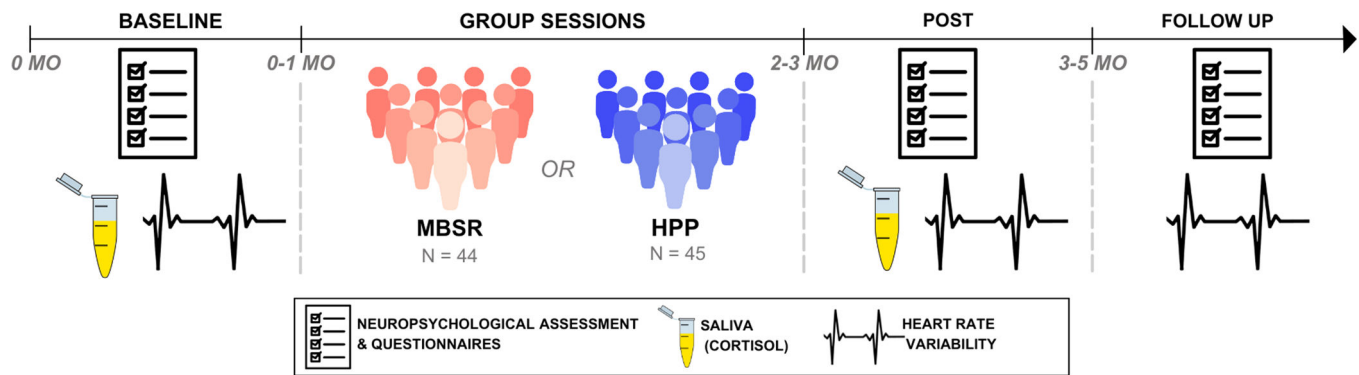 BASELINE
GROUP SESSIONS
POST
FOLLOW UP
0 MO
0-1 MO
2-3 MO
3-5 MO
OR
MBSR
N = 44
HPP
N = 45
NEUROPSYCHOLOGICAL ASSESSMENT
& QUESTIONNAIRES
SALIVA
(CORTISOL)
HEART RATE
VARIABILITY